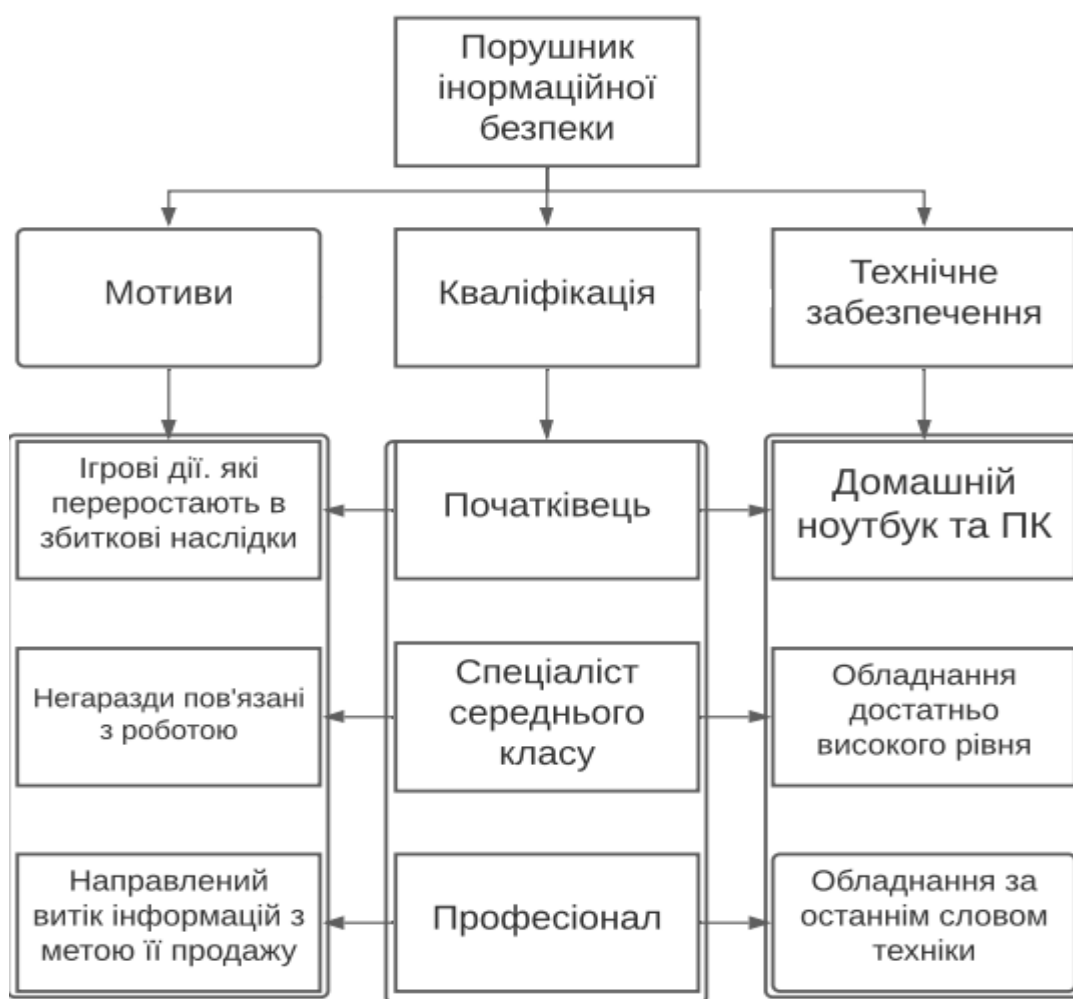 Порушник
інормаційної
безпеки
Мотиви
Кваліфікація
Технічне
забезпечення
Ігрові дії. які
переростають в
збиткові наслідки
Початківець
Домашній
ноутбук та ПК
Негаразди пов'язані
з роботою
Спеціаліст
середнього
класу
Обладнання
достатньо
високого рівня
Направлений
витік інформацій з
метою її продажу
Професіонал
Обладнання за
останнім словом
техніки